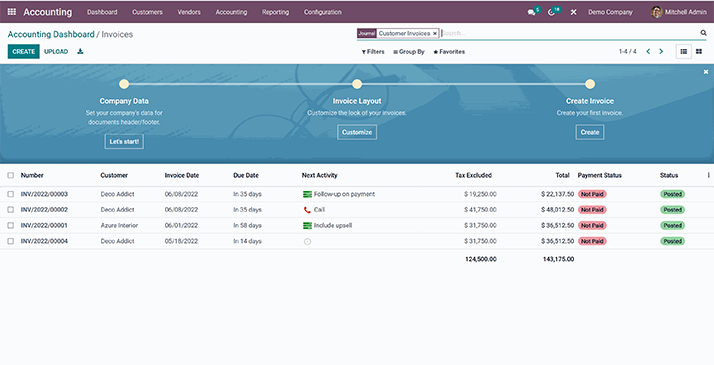 Accounting Dashboard Customers Vendors Accounting Reporting Configuration 5 18 Demo Company Mitchell Admin
Accounting Dashboard / Invoices Journal Customer Invoices × Search...
CREATE UPLOAD Filters Group By Favorites 1-4 / 4
Company Data Invoice Layout Create Invoice
Set your company's data for Customize the look of your invoices. Create your first invoice.
documents header/footer.
Let's start! Customize Create
Number Customer Invoice Date Due Date Next Activity Tax Excluded Total Payment Status Status
INV/2022/00003 Deco Addict 06/08/2022 In 35 days Follow-up on payment $ 19,250.00 $ 22,137.50 Not Paid Posted
INV/2022/00002 Deco Addict 06/08/2022 In 35 days Call $ 41,750.00 $ 48,012.50 Not Paid Posted
INV/2022/00001 Azure Interior 06/01/2022 In 58 days Include upsell $ 31,750.00 $ 36,512.50 Not Paid Posted
INV/2022/00004 Deco Addict 05/18/2022 In 14 days $ 31,750.00 $ 36,512.50 Not Paid Posted
124,500.00 143,175.00